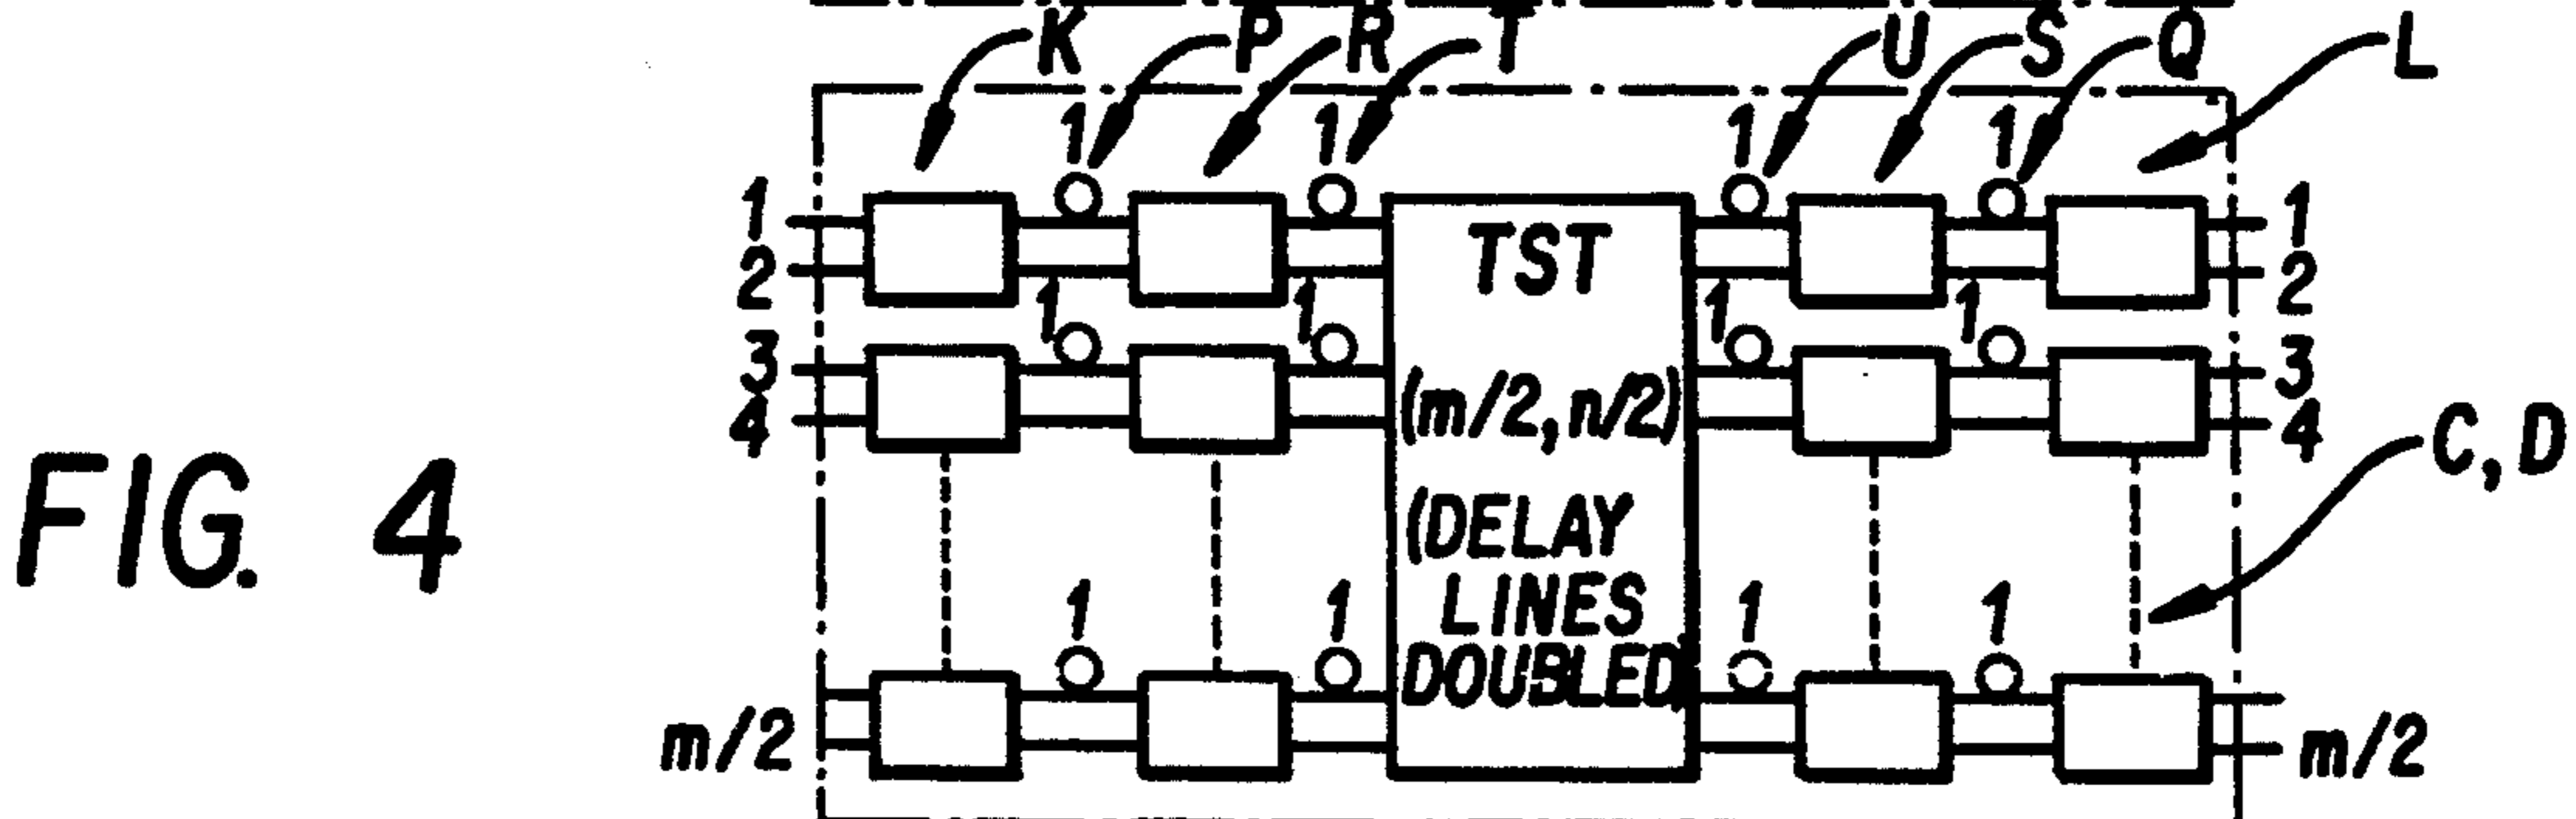 K P R T U S Q L
1 1 1 1
1 1
2 TST 2
1 1 1 1
3 3
4 (m/2, n/2) 4
C, D
FIG. 4
(DELAY
LINES
1 1 1 1
DOUBLED)
m/2 m/2